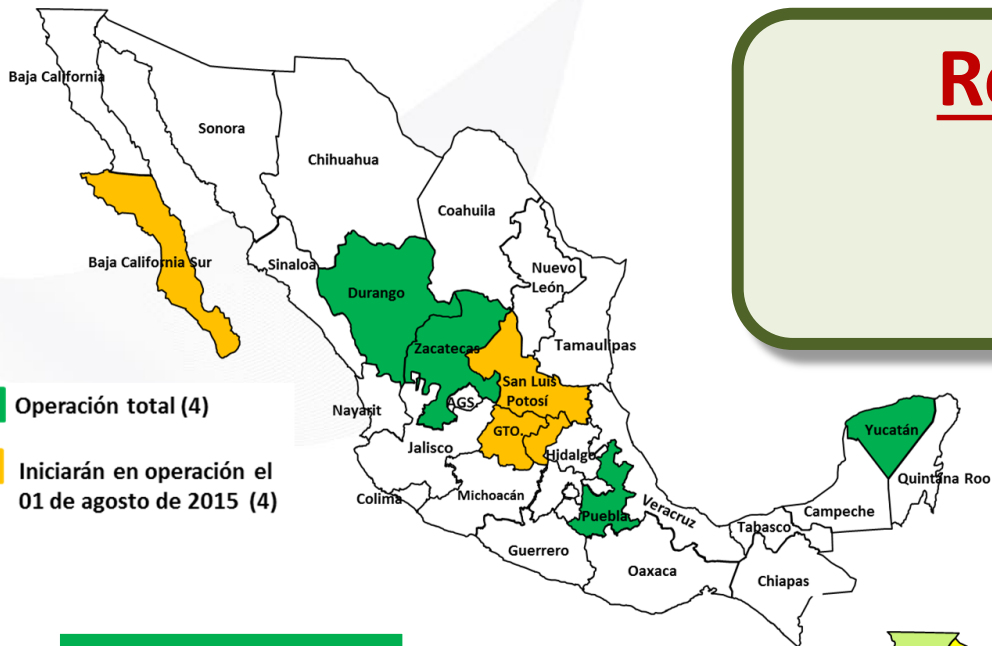 Re
Baja California
Sonora
Chihuahua
Coahuila
Baja California Sur
Sinaloa
Nuevo
León
Durango
Zacatecas
Tamaulipas
San Luis
Potosí
Operación total (4)
Nayarit
AGS.
GTO.
Yucatán
Jalisco
Hidalgo
Iniciarán en operación el
01 de agosto de 2015 (4)
Quintana Roo
Colima
Michoacán
Puebla
Veracruz
Campeche
Tabasco
Guerrero
Oaxaca
Chiapas